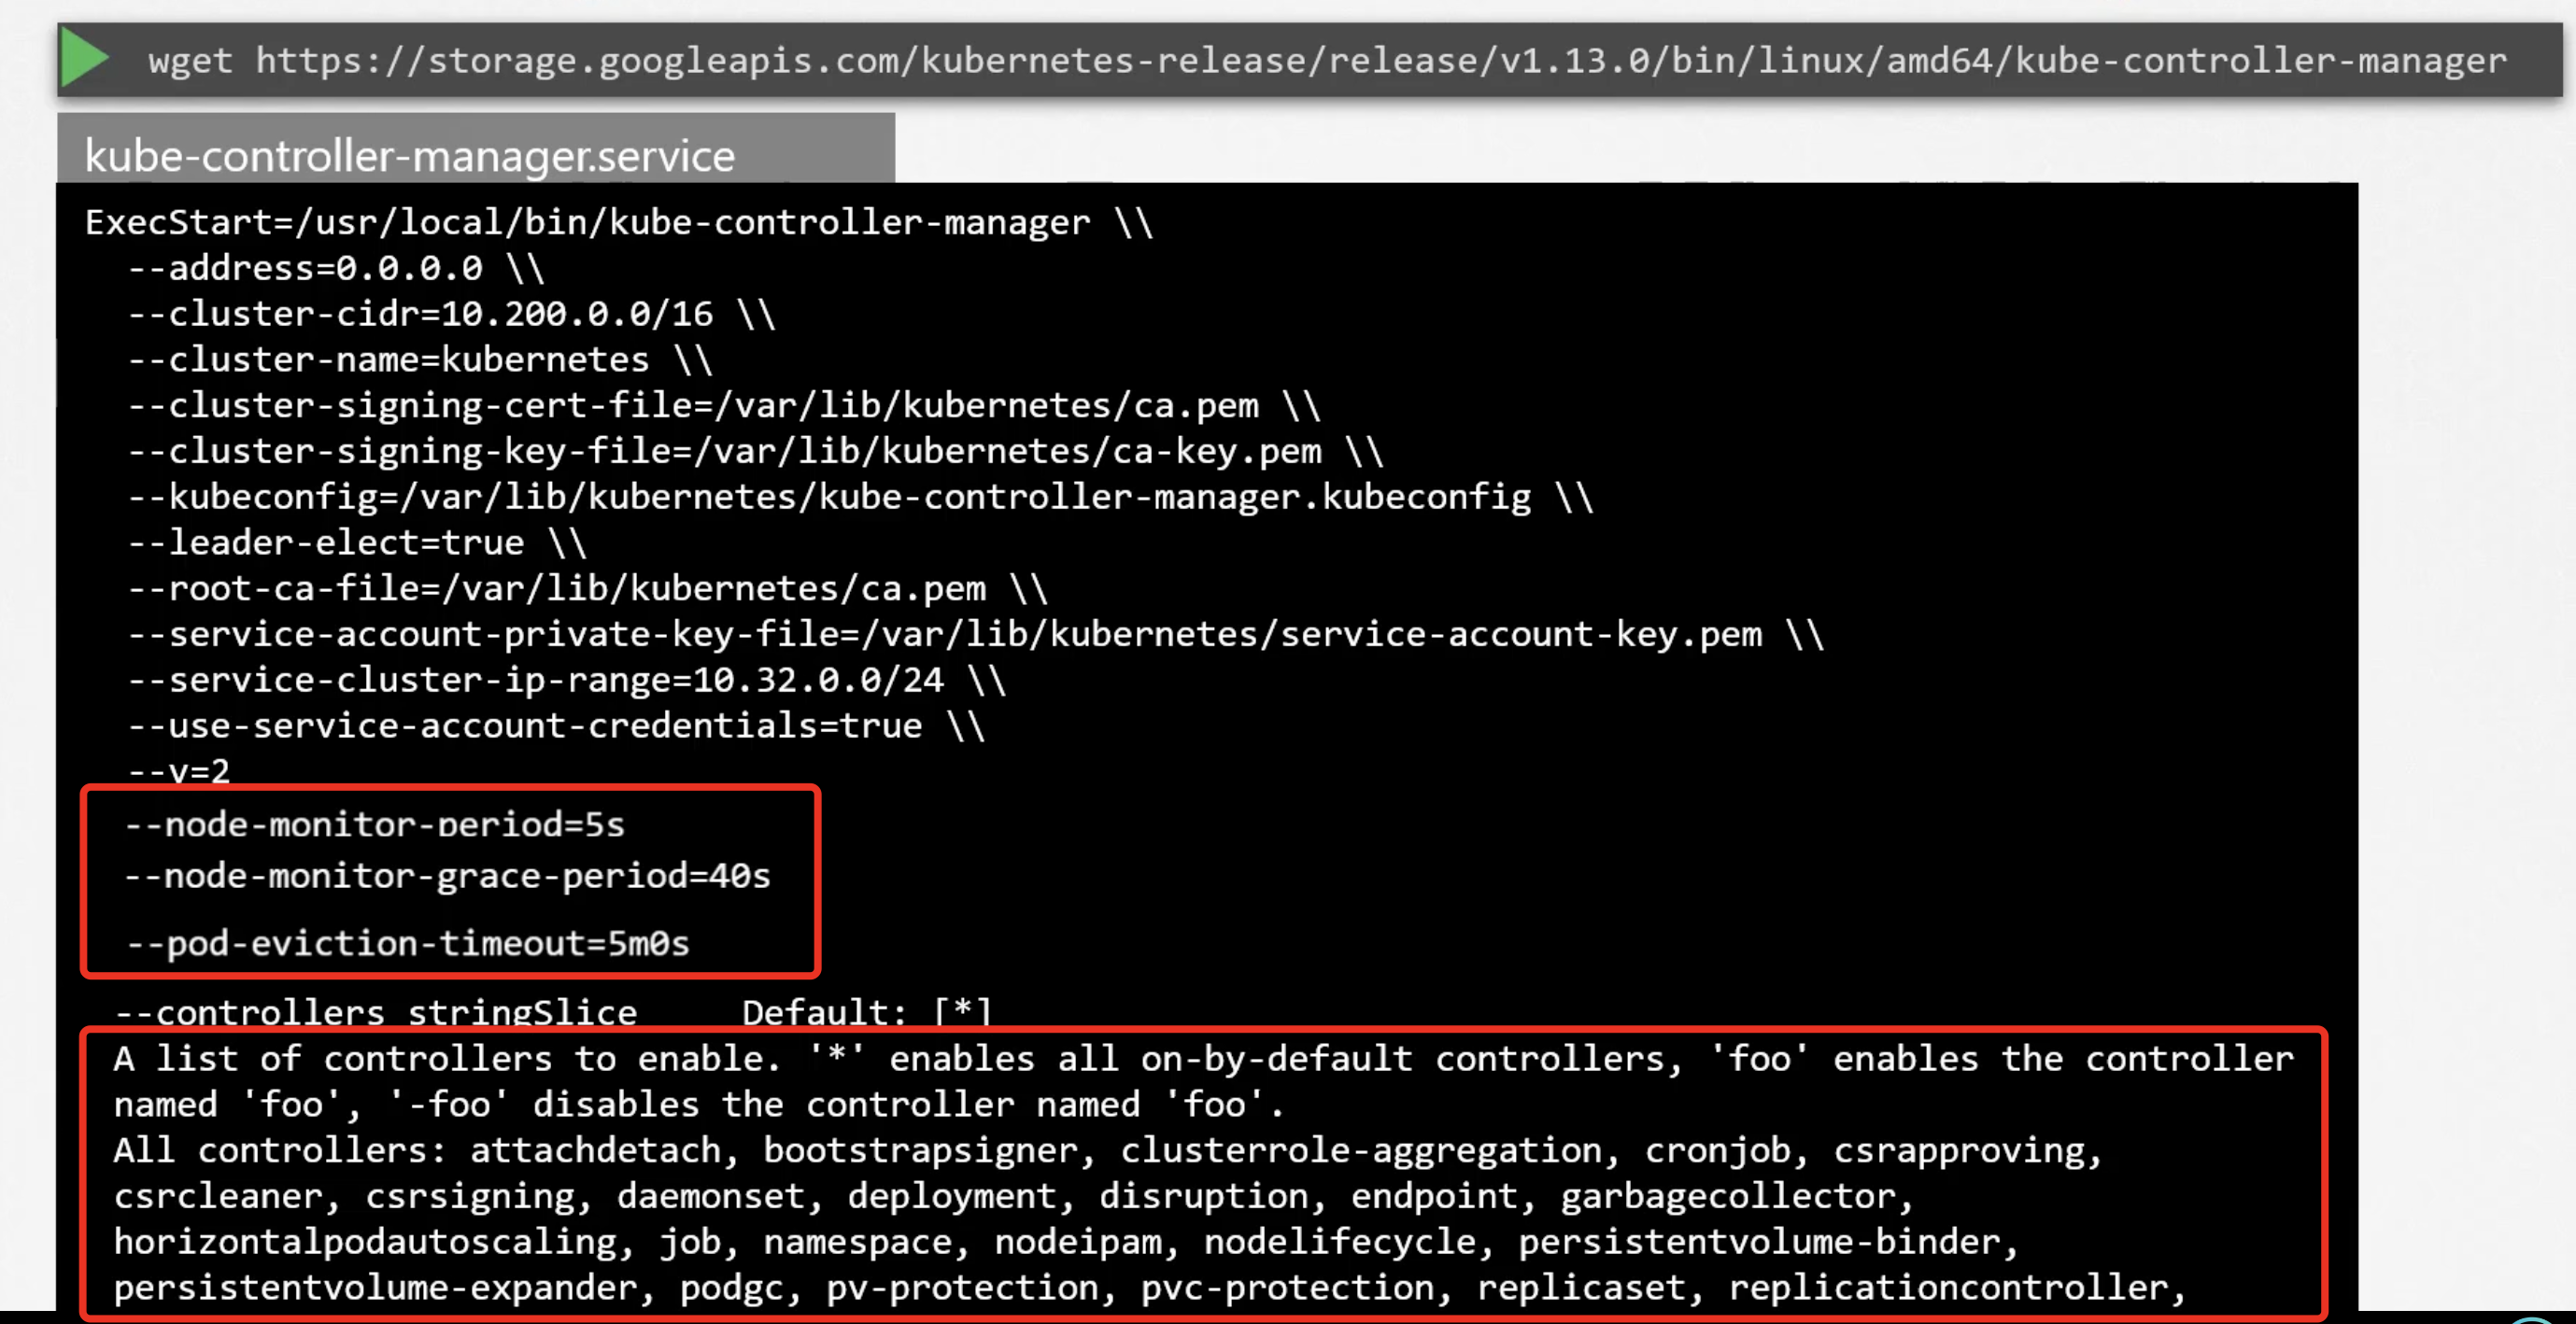 wget https://storage.googleapis.com/kubernetes-release/release/v1.13.0/bin/linux/amd64/kube-controller-manager
kube-controller-manager.service
ExecStart=/usr/local/bin/kube-controller-manager \\
--address=0.0.0.0 \\
--cluster-cidr=10.200.0.0/16 \\
--cluster-name=kubernetes \\
--cluster-signing-cert-file=/var/lib/kubernetes/ca.pem \\
--cluster-signing-key-file=/var/lib/kubernetes/ca-key.pem \\
--kubeconfig=/var/lib/kubernetes/kube-controller-manager.kubeconfig \\
--leader-elect=true \\
--root-ca-file=/var/lib/kubernetes/ca.pem \\
--service-account-private-key-file=/var/lib/kubernetes/service-account-key.pem \\
--service-cluster-ip-range=10.32.0.0/24 \\
--use-service-account-credentials=true \\
--v=2
--node-monitor-period=5s
--node-monitor-grace-period=40s
--pod-eviction-timeout=5m0s
--controllers stringSlice Default: [*]
A list of controllers to enable. '*' enables all on-by-default controllers, 'foo' enables the controller
named 'foo', '-foo' disables the controller named 'foo'.
All controllers: attachdetach, bootstrapsigner, clusterrole-aggregation, cronjob, csrapproving,
csrcleaner, csrsigning, daemonset, deployment, disruption, endpoint, garbagecollector,
horizontalpodautoscaling, job, namespace, nodeipam, nodelifecycle, persistentvolume-binder,
persistentvolume-expander, podgc, pv-protection, pvc-protection, replicaset, replicationcontroller,